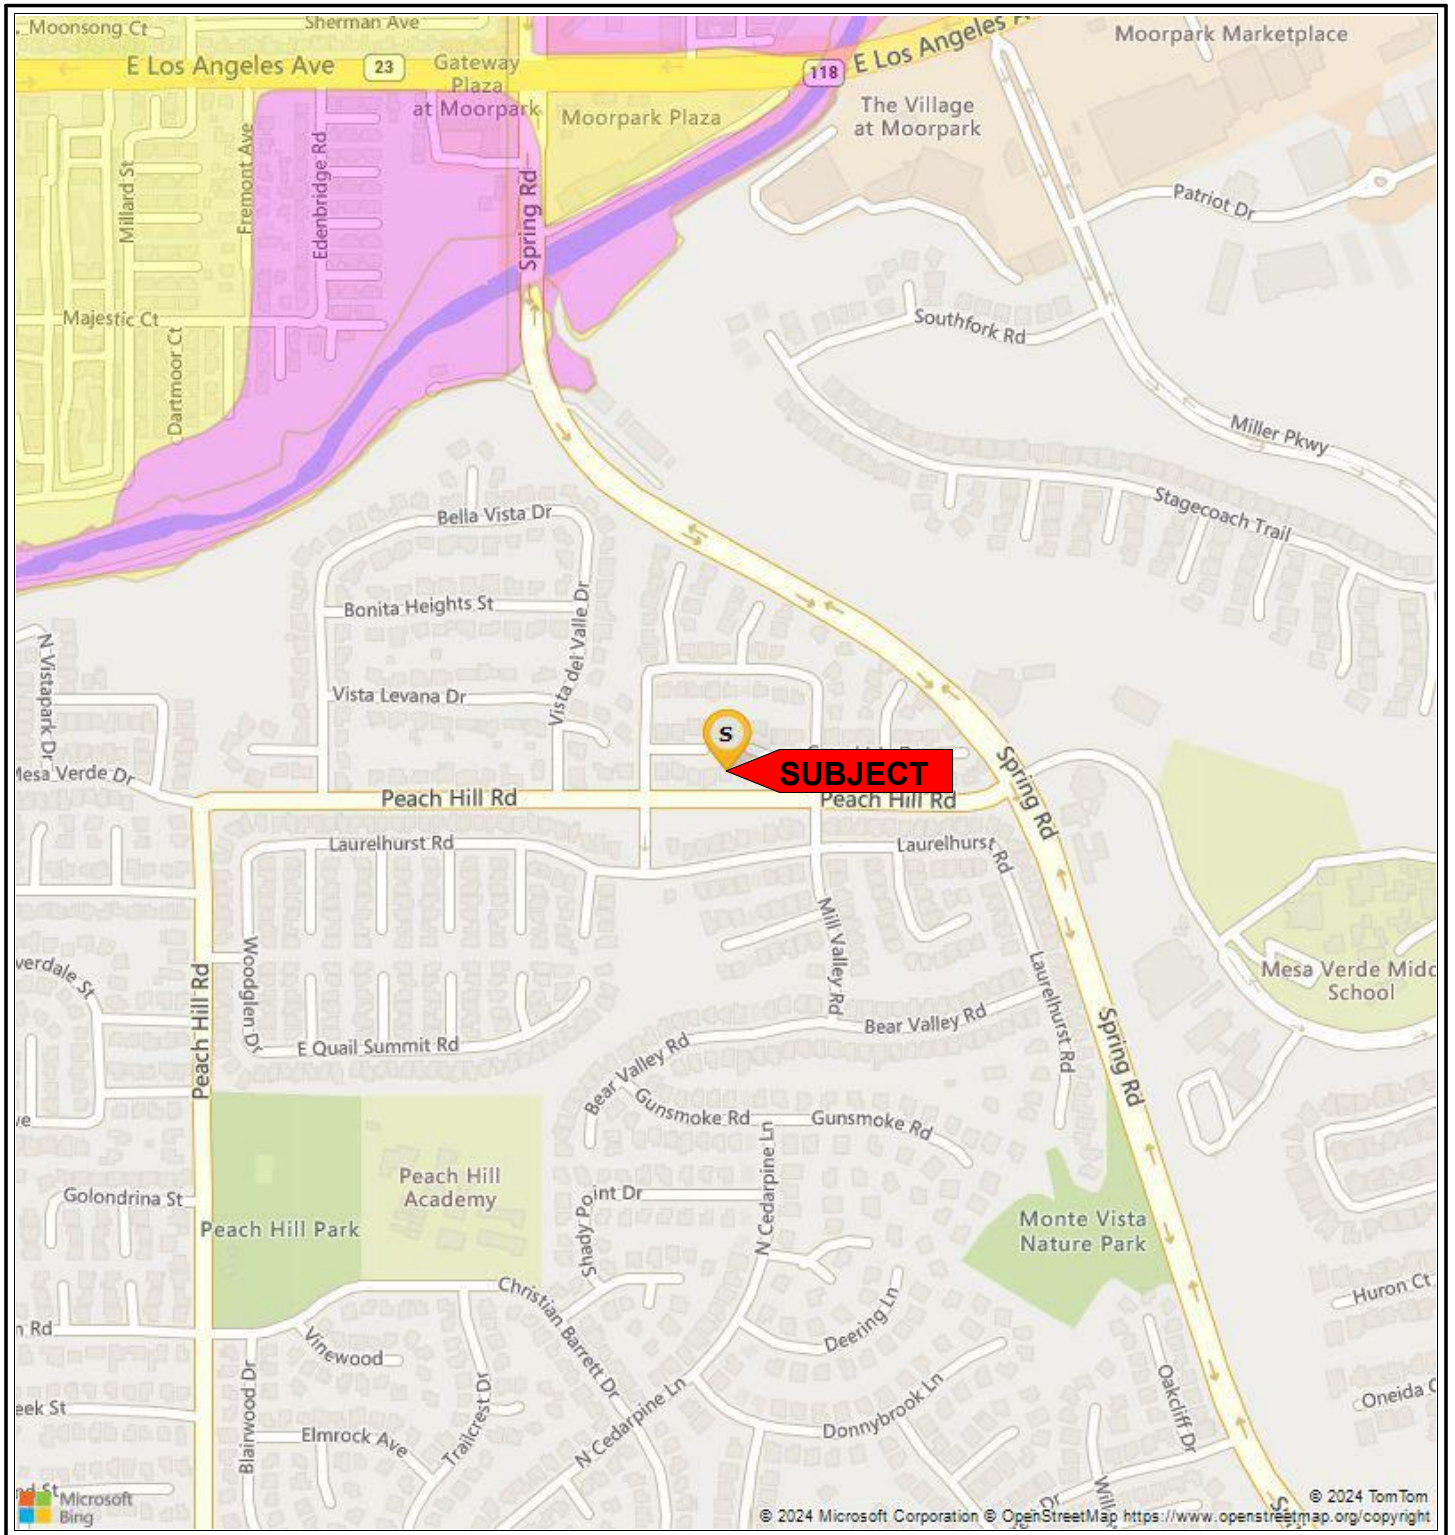 Moonsong Ct
Sherman Ave
Moorpark Marketplace
E Los Angeles Ave
23
Gateway
Plaza
at Moorpark
118
E Los Angeles
The Village
at Moorpark
Moorpark Plaza
Millard St
Fremont Ave
Edenbridge Rd
Spring Rd
Patriot Dr
Majestic Ct
Dartmoor Ct
Southfork Rd
Miller Pkwy
Stagecoach Trail
Bella Vista Dr
Bonita Heights St
Vista del Valle Dr
N Vistapark Dr
Vista Levana Dr
S
SUBJECT
Mesa Verde Dr
Peach Hill Rd
Peach Hill Rd
Spring Rd
Laurelhurst Rd
Laurelhurst Rd
Mill Valley Rd
Woodglen Dr
verdale St
Peach Hill Rd
Laurelhurst Rd
Mesa Verde Midd
School
Bear Valley Rd
E Quail Summit Rd
Spring Rd
Bear Valley Rd
Gunsmoke Rd
Gunsmoke Rd
N Cedarpine Ln
Peach Hill
Academy
Shady Point Dr
Golondrina St
Peach Hill Park
Monte Vista
Nature Park
Christian Barrett Dr
Deering Ln
Huron Ct
n Rd
Vinewood
Blairwood Dr
Trailcrest Dr
N Cedarpine Ln
Donnybrook Ln
Oakcliff Dr
Oneida C
eek St
Elmrock Ave
Microsoft
Bing
Dr
© 2024 TomTom
© 2024 Microsoft Corporation © OpenStreetMap https://www.openstreetmap.org/copyright